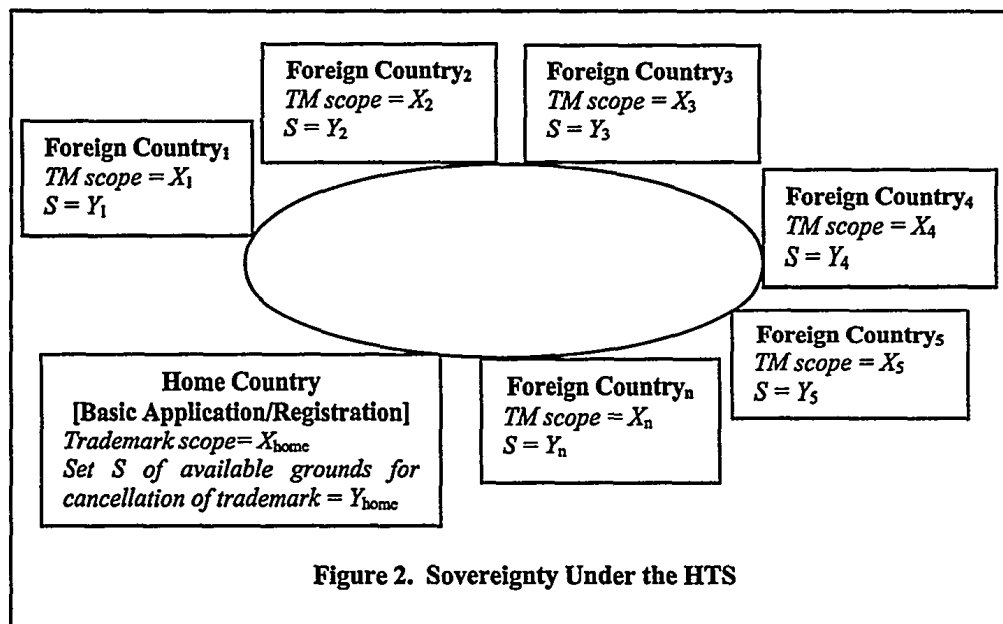 Foreign Country₂
TM scope = X₂
S = Y₂
Foreign Country₃
TM scope = X₃
S = Y₃
Foreign Country₁
TM scope = X₁
S = Y₁
Foreign Country₄
TM scope = X₄
S = Y₄
Foreign Country₅
TM scope = X₅
S = Y₅
Home Country
[Basic Application/Registration]
Trademark scope= X_home
Set S of available grounds for
cancellation of trademark = Y_home
Foreign Countryₙ
TM scope = Xₙ
S = Yₙ
Figure 2. Sovereignty Under the HTS